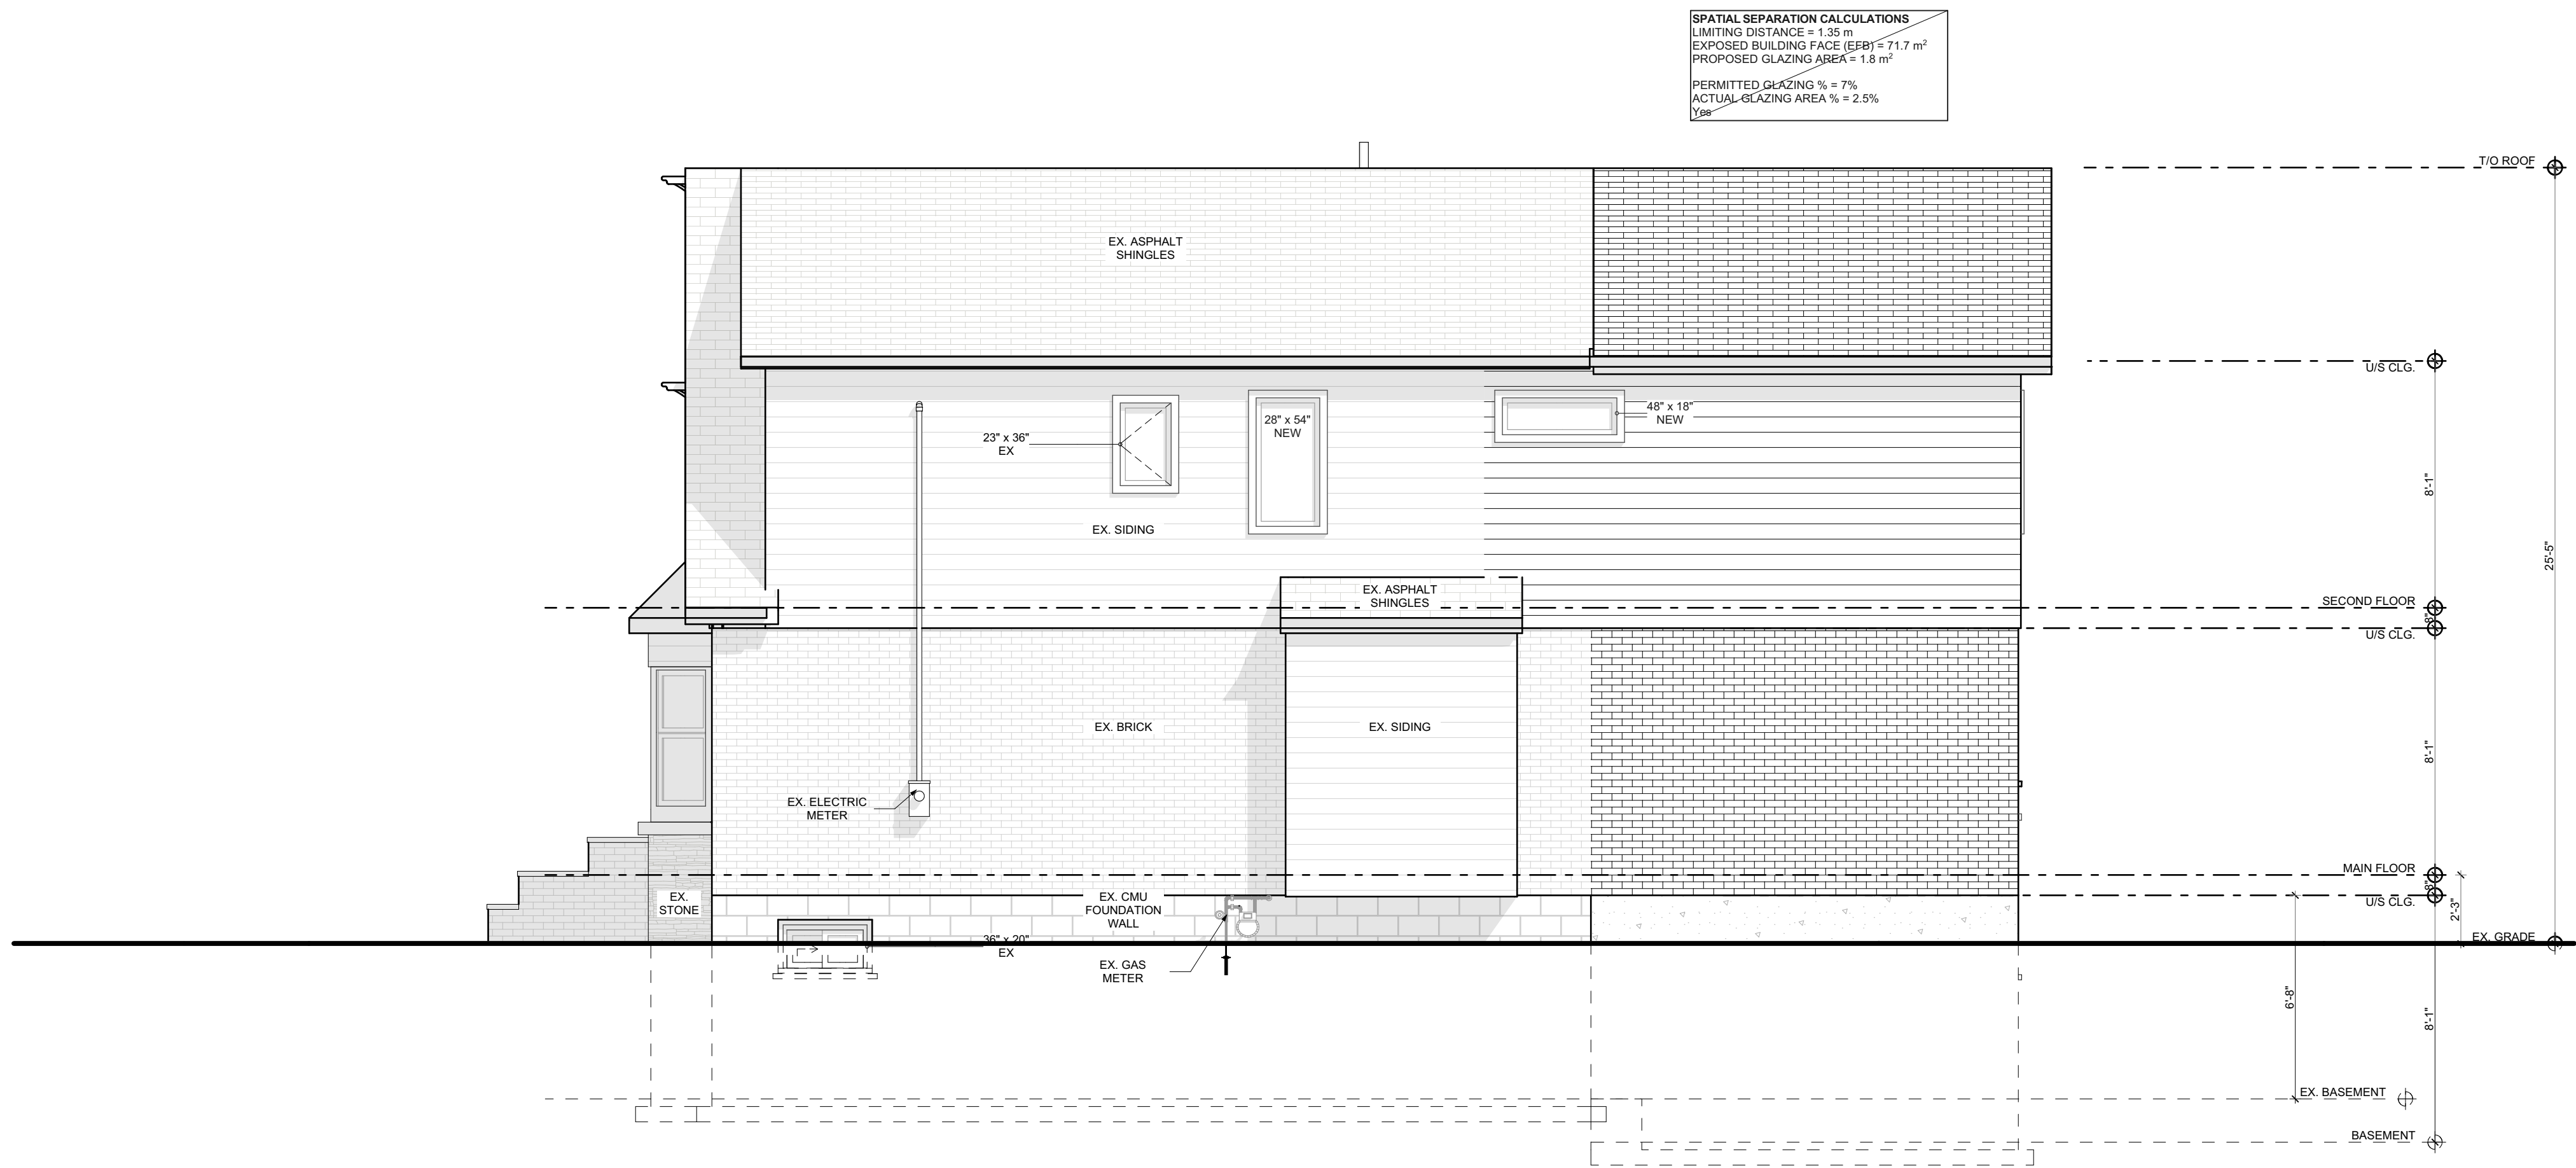 SPATIAL SEPARATION CALCULATIONS
LIMITING DISTANCE = 1.35 m
EXPOSED BUILDING FACE (EFB) = 71.7 m²
PROPOSED GLAZING AREA = 1.8 m²
PERMITTED GLAZING % = 7%
ACTUAL GLAZING AREA % = 2.5%
Yes
T/O ROOF
EX. ASPHALT
SHINGLES
U/S CLG.
23" x 36"
EX
28" x 54"
NEW
48" x 18"
NEW
8'-1"
EX. SIDING
25'-5"
EX. ASPHALT
SHINGLES
SECOND FLOOR
8"
U/S CLG.
EX. BRICK
EX. SIDING
8'-1"
EX. ELECTRIC
METER
MAIN FLOOR
8"
U/S CLG.
2'-3"
EX.
STONE
EX. CMU
FOUNDATION
WALL
36" x 20"
EX
EX. GRADE
EX. GAS
METER
6'-8"
8'-1"
EX. BASEMENT
BASEMENT